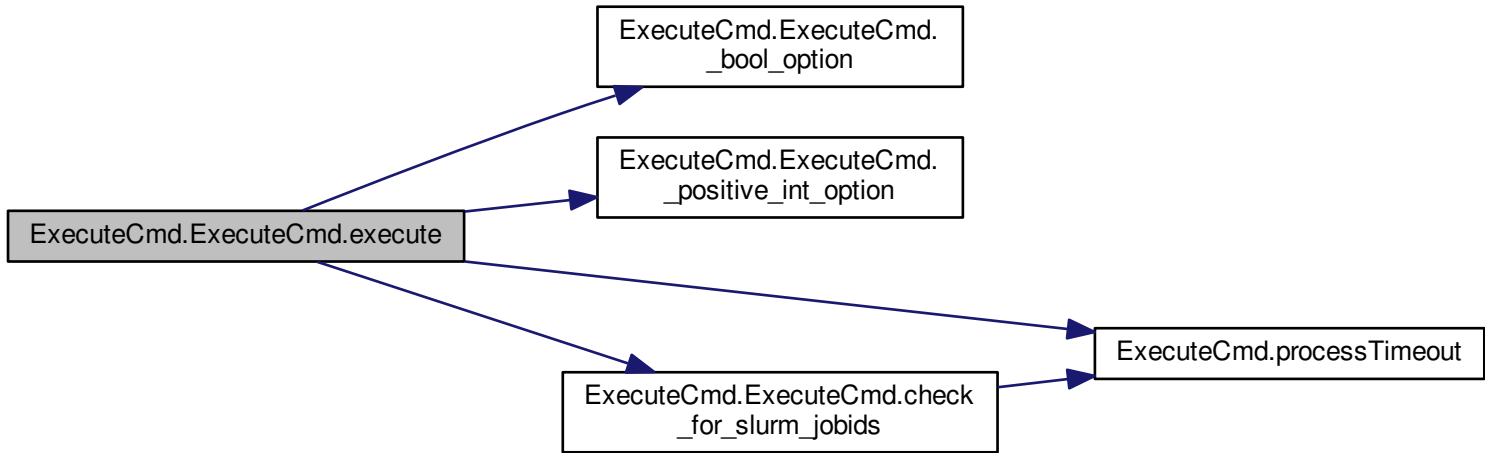 ExecuteCmd.ExecuteCmd.
_bool_option
ExecuteCmd.ExecuteCmd.
_positive_int_option
ExecuteCmd.ExecuteCmd.execute
ExecuteCmd.processTimeout
ExecuteCmd.ExecuteCmd.check
_for_slurm_jobids